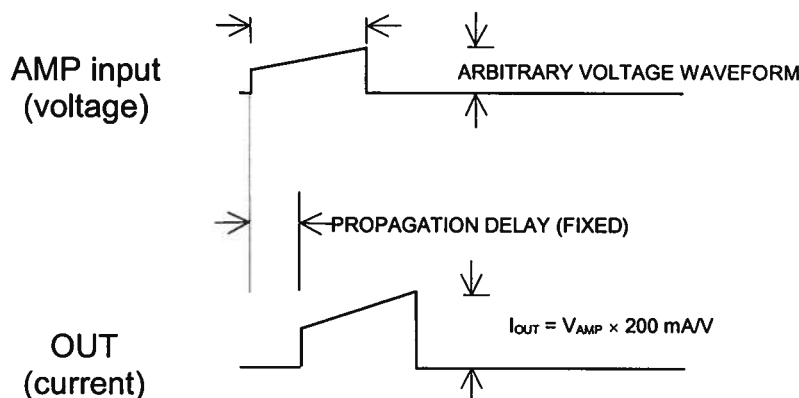 AMP input
(voltage)
ARBITRARY VOLTAGE WAVEFORM
PROPAGATION DELAY (FIXED)
OUT
(current)
IOUT = VAMP × 200 mA/V